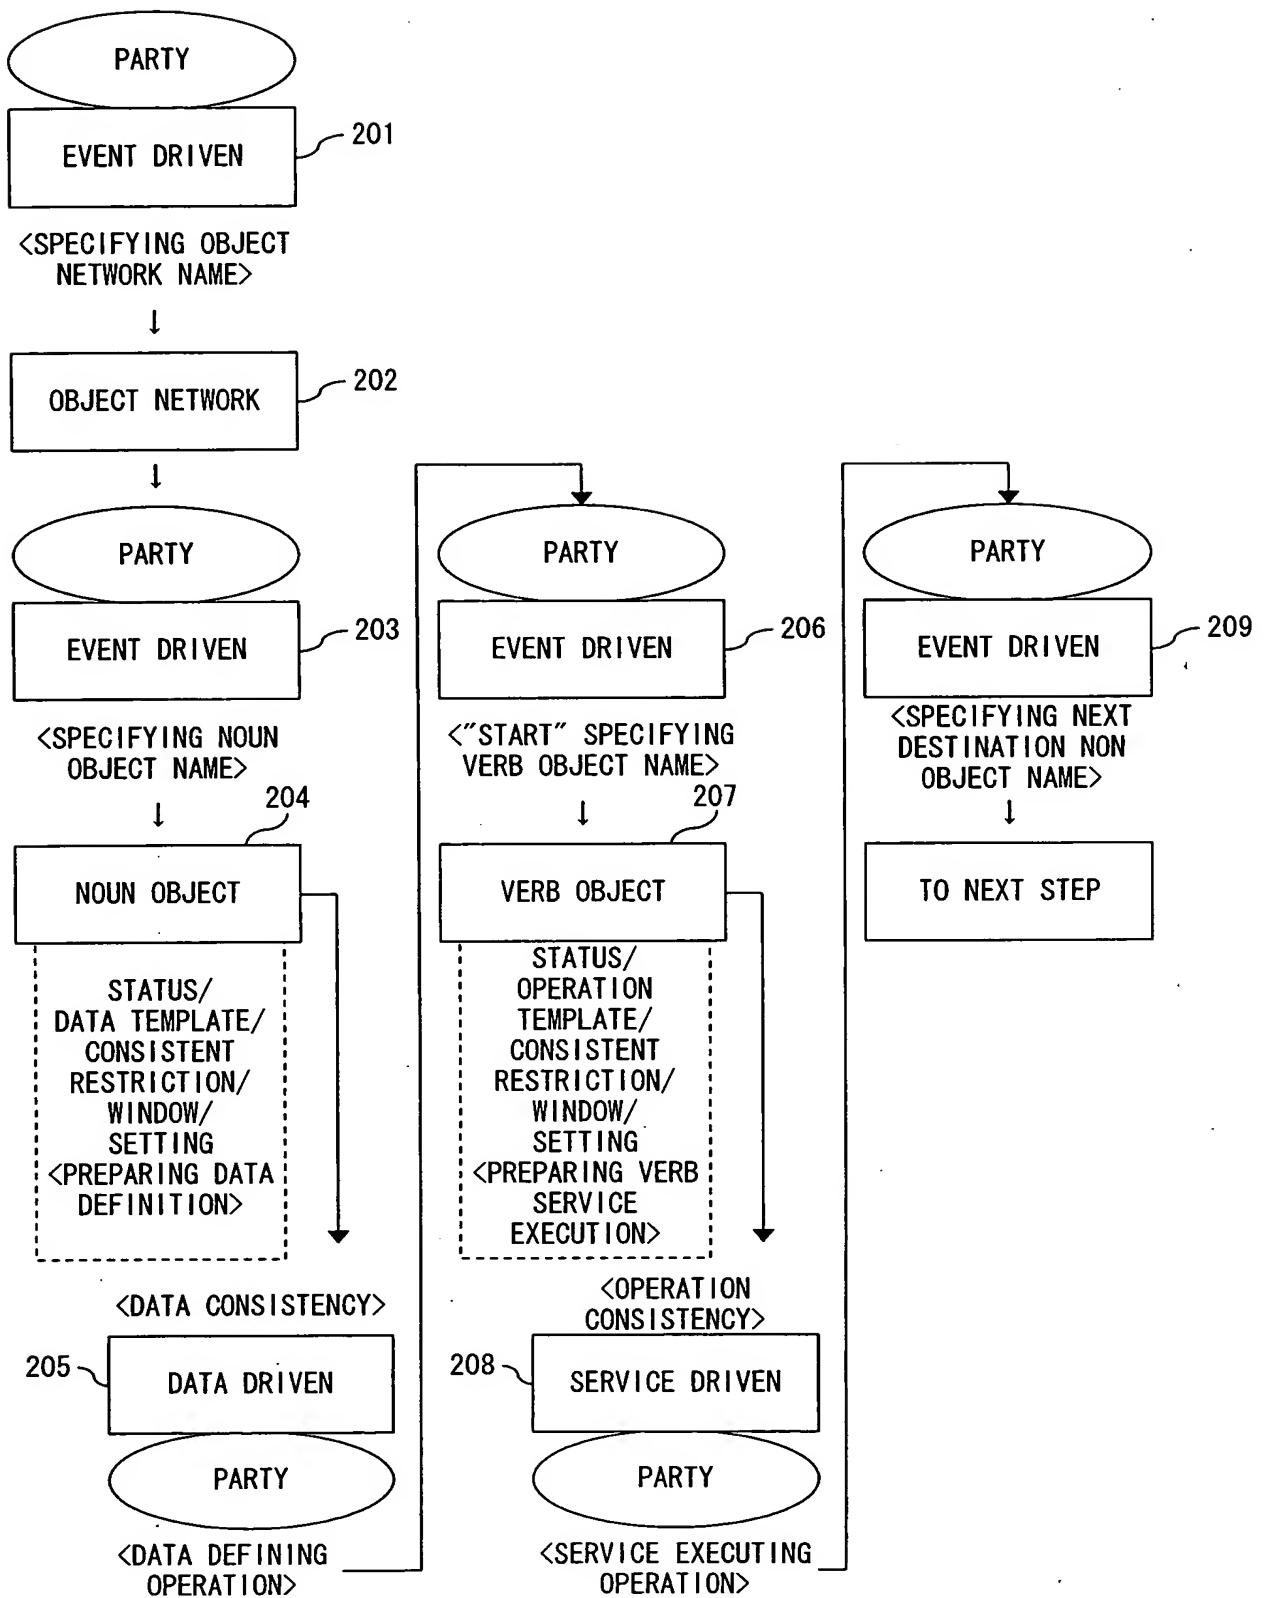 PARTY
EVENT DRIVEN
201
<SPECIFYING OBJECT
NETWORK NAME>
↓
OBJECT NETWORK
202
↓
PARTY
EVENT DRIVEN
203
<SPECIFYING NOUN
OBJECT NAME>
↓
204
NOUN OBJECT
STATUS/
DATA TEMPLATE/
CONSISTENT
RESTRICTION/
WINDOW/
SETTING
<PREPARING DATA
DEFINITION>
<DATA CONSISTENCY>
205
DATA DRIVEN
PARTY
<DATA DEFINING
OPERATION>
PARTY
EVENT DRIVEN
206
<"START" SPECIFYING
VERB OBJECT NAME>
↓
207
VERB OBJECT
STATUS/
OPERATION
TEMPLATE/
CONSISTENT
RESTRICTION/
WINDOW/
SETTING
<PREPARING VERB
SERVICE
EXECUTION>
<OPERATION
CONSISTENCY>
208
SERVICE DRIVEN
PARTY
<SERVICE EXECUTING
OPERATION>
PARTY
EVENT DRIVEN
209
<SPECIFYING NEXT
DESTINATION NON
OBJECT NAME>
↓
TO NEXT STEP